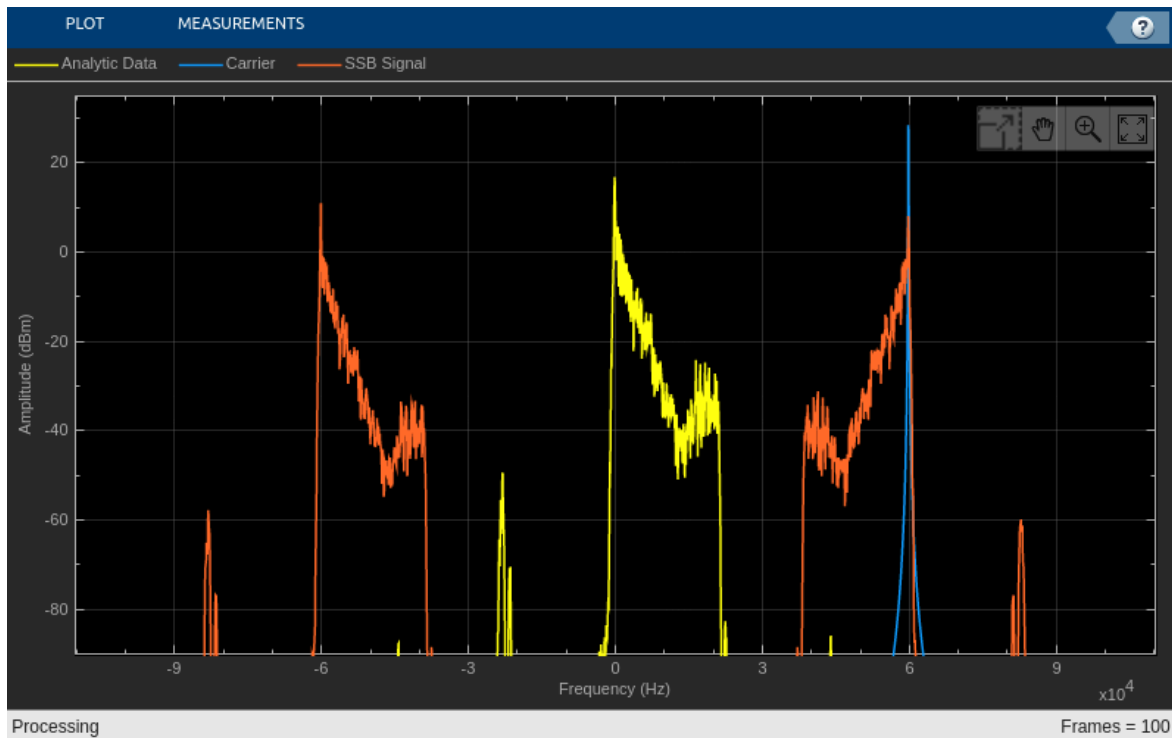 PLOT MEASUREMENTS ?
Analytic Data Carrier SSB Signal
20
0
-20
-40
-60
-80
Amplitude (dBm)
-9 -6 -3 0 3 6 9
Frequency (Hz)
x10^4
Processing Frames = 100